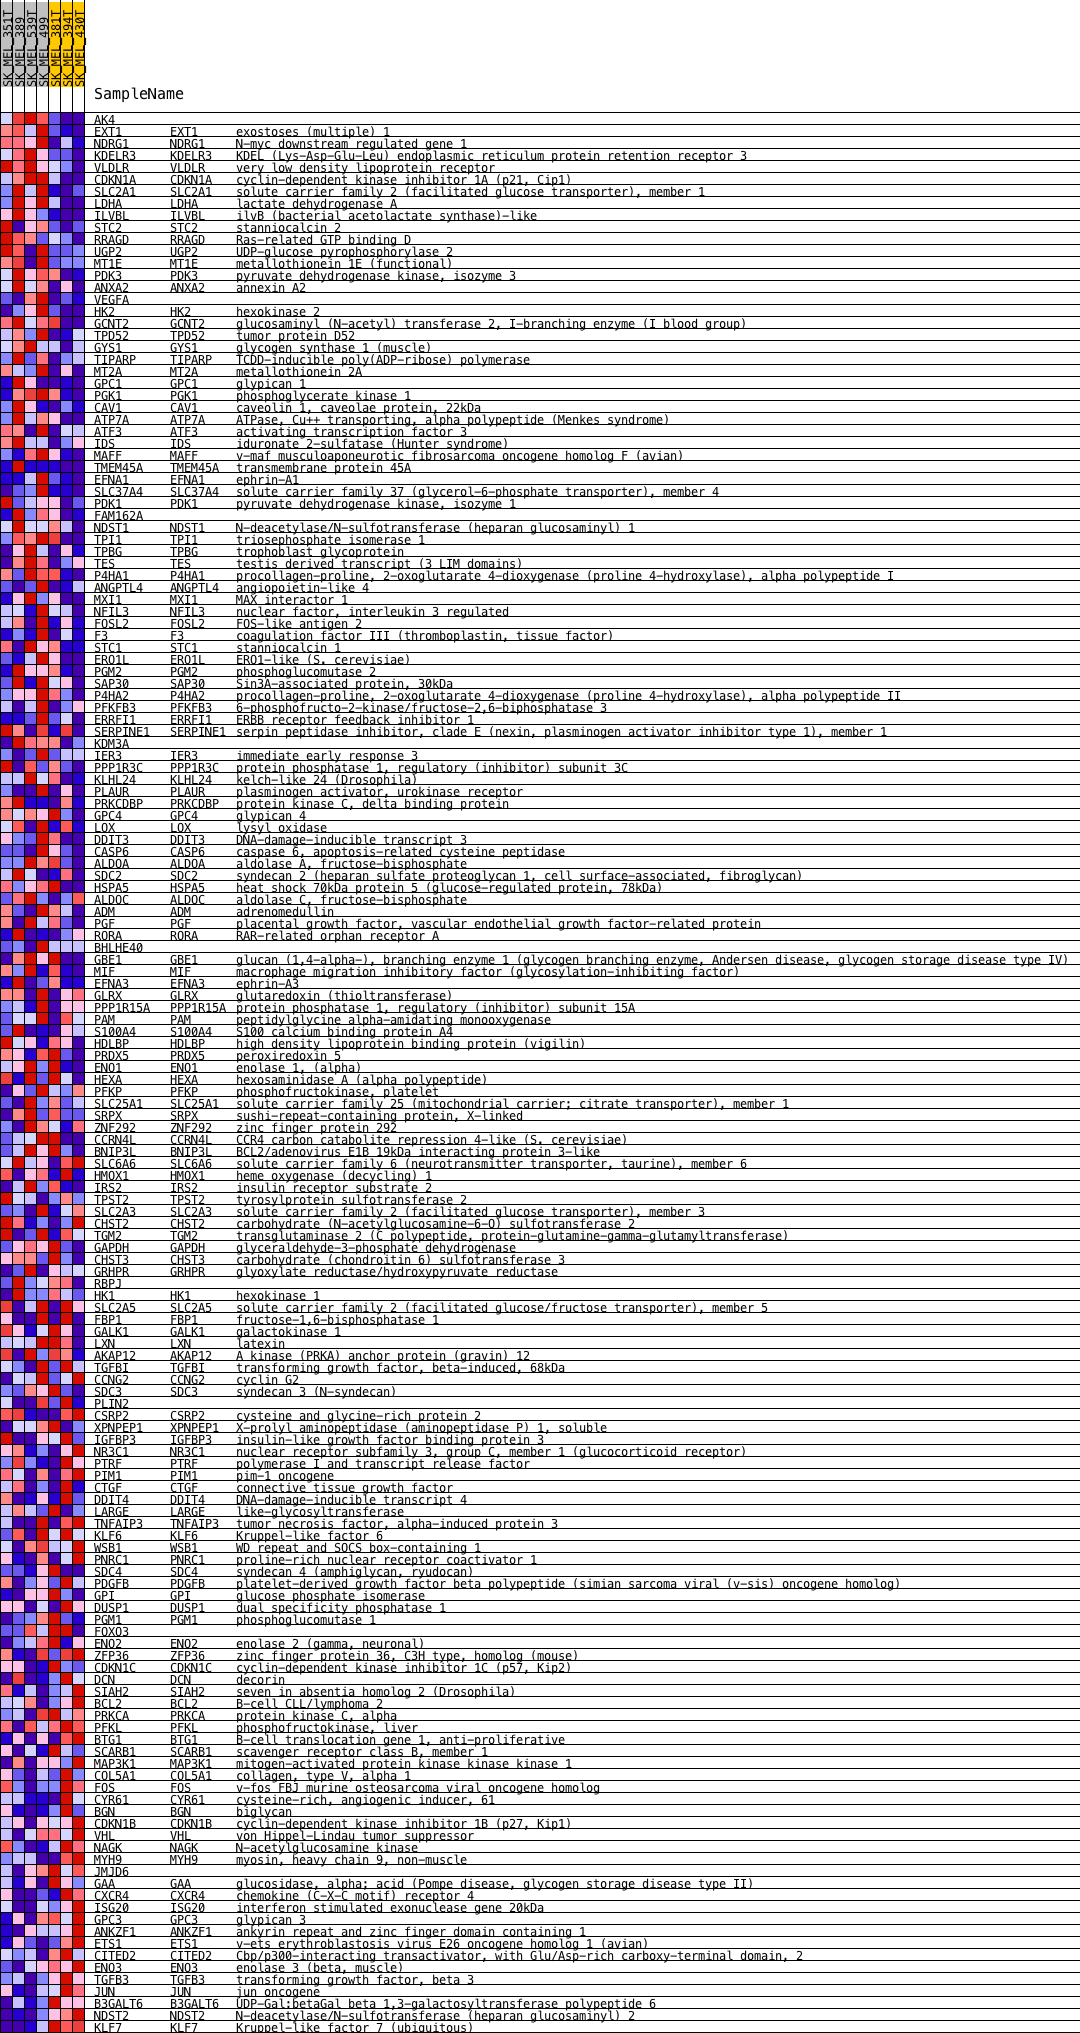 SK_MEL_351T
SK_MEL_389
SK_MEL_539T
SK_MEL_499
SK_MEL_381T
SK_MEL_394T
SK_MEL_430T
SampleName
AK4
EXT1 EXT1 exostoses (multiple) 1
NDRG1 NDRG1 N-myc downstream regulated gene 1
KDELR3 KDELR3 KDEL (Lys-Asp-Glu-Leu) endoplasmic reticulum protein retention receptor 3
VLDLR VLDLR very low density lipoprotein receptor
CDKN1A CDKN1A cyclin-dependent kinase inhibitor 1A (p21, Cip1)
SLC2A1 SLC2A1 solute carrier family 2 (facilitated glucose transporter), member 1
LDHA LDHA lactate dehydrogenase A
ILVBL ILVBL ilvB (bacterial acetolactate synthase)-like
STC2 STC2 stanniocalcin 2
RRAGD RRAGD Ras-related GTP binding D
UGP2 UGP2 UDP-glucose pyrophosphorylase 2
MT1E MT1E metallothionein 1E (functional)
PDK3 PDK3 pyruvate dehydrogenase kinase, isozyme 3
ANXA2 ANXA2 annexin A2
VEGFA
HK2 HK2 hexokinase 2
GCNT2 GCNT2 glucosaminyl (N-acetyl) transferase 2, I-branching enzyme (I blood group)
TPD52 TPD52 tumor protein D52
GYS1 GYS1 glycogen synthase 1 (muscle)
TIPARP TIPARP TCDD-inducible poly(ADP-ribose) polymerase
MT2A MT2A metallothionein 2A
GPC1 GPC1 glypican 1
PGK1 PGK1 phosphoglycerate kinase 1
CAV1 CAV1 caveolin 1, caveolae protein, 22kDa
ATP7A ATP7A ATPase, Cu++ transporting, alpha polypeptide (Menkes syndrome)
ATF3 ATF3 activating transcription factor 3
IDS IDS iduronate 2-sulfatase (Hunter syndrome)
MAFF MAFF v-maf musculoaponeurotic fibrosarcoma oncogene homolog F (avian)
TMEM45A TMEM45A transmembrane protein 45A
EFNA1 EFNA1 ephrin-A1
SLC37A4 SLC37A4 solute carrier family 37 (glycerol-6-phosphate transporter), member 4
PDK1 PDK1 pyruvate dehydrogenase kinase, isozyme 1
FAM162A
NDST1 NDST1 N-deacetylase/N-sulfotransferase (heparan glucosaminyl) 1
TPI1 TPI1 triosephosphate isomerase 1
TPBG TPBG trophoblast glycoprotein
TES TES testis derived transcript (3 LIM domains)
P4HA1 P4HA1 procollagen-proline, 2-oxoglutarate 4-dioxygenase (proline 4-hydroxylase), alpha polypeptide I
ANGPTL4 ANGPTL4 angiopoietin-like 4
MXI1 MXI1 MAX interactor 1
NFIL3 NFIL3 nuclear factor, interleukin 3 regulated
FOSL2 FOSL2 FOS-like antigen 2
F3 F3 coagulation factor III (thromboplastin, tissue factor)
STC1 STC1 stanniocalcin 1
ERO1L ERO1L ERO1-like (S. cerevisiae)
PGM2 PGM2 phosphoglucomutase 2
SAP30 SAP30 Sin3A-associated protein, 30kDa
P4HA2 P4HA2 procollagen-proline, 2-oxoglutarate 4-dioxygenase (proline 4-hydroxylase), alpha polypeptide II
PFKFB3 PFKFB3 6-phosphofructo-2-kinase/fructose-2,6-biphosphatase 3
ERRFI1 ERRFI1 ERBB receptor feedback inhibitor 1
SERPINE1 SERPINE1 serpin peptidase inhibitor, clade E (nexin, plasminogen activator inhibitor type 1), member 1
KDM3A
IER3 IER3 immediate early response 3
PPP1R3C PPP1R3C protein phosphatase 1, regulatory (inhibitor) subunit 3C
KLHL24 KLHL24 kelch-like 24 (Drosophila)
PLAUR PLAUR plasminogen activator, urokinase receptor
PRKCDBP PRKCDBP protein kinase C, delta binding protein
GPC4 GPC4 glypican 4
LOX LOX lysyl oxidase
DDIT3 DDIT3 DNA-damage-inducible transcript 3
CASP6 CASP6 caspase 6, apoptosis-related cysteine peptidase
ALDOA ALDOA aldolase A, fructose-bisphosphate
SDC2 SDC2 syndecan 2 (heparan sulfate proteoglycan 1, cell surface-associated, fibroglycan)
HSPA5 HSPA5 heat shock 70kDa protein 5 (glucose-regulated protein, 78kDa)
ALDOC ALDOC aldolase C, fructose-bisphosphate
ADM ADM adrenomedullin
PGF PGF placental growth factor, vascular endothelial growth factor-related protein
RORA RORA RAR-related orphan receptor A
BHLHE40
GBE1 GBE1 glucan (1,4-alpha-), branching enzyme 1 (glycogen branching enzyme, Andersen disease, glycogen storage disease type IV)
MIF MIF macrophage migration inhibitory factor (glycosylation-inhibiting factor)
EFNA3 EFNA3 ephrin-A3
GLRX GLRX glutaredoxin (thioltransferase)
PPP1R15A PPP1R15A protein phosphatase 1, regulatory (inhibitor) subunit 15A
PAM PAM peptidylglycine alpha-amidating monooxygenase
S100A4 S100A4 S100 calcium binding protein A4
HDLBP HDLBP high density lipoprotein binding protein (vigilin)
PRDX5 PRDX5 peroxiredoxin 5
ENO1 ENO1 enolase 1, (alpha)
HEXA HEXA hexosaminidase A (alpha polypeptide)
PFKP PFKP phosphofructokinase, platelet
SLC25A1 SLC25A1 solute carrier family 25 (mitochondrial carrier; citrate transporter), member 1
SRPX SRPX sushi-repeat-containing protein, X-linked
ZNF292 ZNF292 zinc finger protein 292
CCRN4L CCRN4L CCR4 carbon catabolite repression 4-like (S. cerevisiae)
BNIP3L BNIP3L BCL2/adenovirus E1B 19kDa interacting protein 3-like
SLC6A6 SLC6A6 solute carrier family 6 (neurotransmitter transporter, taurine), member 6
HMOX1 HMOX1 heme oxygenase (decycling) 1
IRS2 IRS2 insulin receptor substrate 2
TPST2 TPST2 tyrosylprotein sulfotransferase 2
SLC2A3 SLC2A3 solute carrier family 2 (facilitated glucose transporter), member 3
CHST2 CHST2 carbohydrate (N-acetylglucosamine-6-O) sulfotransferase 2
TGM2 TGM2 transglutaminase 2 (C polypeptide, protein-glutamine-gamma-glutamyltransferase)
GAPDH GAPDH glyceraldehyde-3-phosphate dehydrogenase
CHST3 CHST3 carbohydrate (chondroitin 6) sulfotransferase 3
GRHPR GRHPR glyoxylate reductase/hydroxypyruvate reductase
RBPJ
HK1 HK1 hexokinase 1
SLC2A5 SLC2A5 solute carrier family 2 (facilitated glucose/fructose transporter), member 5
FBP1 FBP1 fructose-1,6-bisphosphatase 1
GALK1 GALK1 galactokinase 1
LXN LXN latexin
AKAP12 AKAP12 A kinase (PRKA) anchor protein (gravin) 12
TGFBI TGFBI transforming growth factor, beta-induced, 68kDa
CCNG2 CCNG2 cyclin G2
SDC3 SDC3 syndecan 3 (N-syndecan)
PLIN2
CSRP2 CSRP2 cysteine and glycine-rich protein 2
XPNPEP1 XPNPEP1 X-prolyl aminopeptidase (aminopeptidase P) 1, soluble
IGFBP3 IGFBP3 insulin-like growth factor binding protein 3
NR3C1 NR3C1 nuclear receptor subfamily 3, group C, member 1 (glucocorticoid receptor)
PTRF PTRF polymerase I and transcript release factor
PIM1 PIM1 pim-1 oncogene
CTGF CTGF connective tissue growth factor
DDIT4 DDIT4 DNA-damage-inducible transcript 4
LARGE LARGE like-glycosyltransferase
TNFAIP3 TNFAIP3 tumor necrosis factor, alpha-induced protein 3
KLF6 KLF6 Kruppel-like factor 6
WSB1 WSB1 WD repeat and SOCS box-containing 1
PNRC1 PNRC1 proline-rich nuclear receptor coactivator 1
SDC4 SDC4 syndecan 4 (amphiglycan, ryudocan)
PDGFB PDGFB platelet-derived growth factor beta polypeptide (simian sarcoma viral (v-sis) oncogene homolog)
GPI GPI glucose phosphate isomerase
DUSP1 DUSP1 dual specificity phosphatase 1
PGM1 PGM1 phosphoglucomutase 1
FOXO3
ENO2 ENO2 enolase 2 (gamma, neuronal)
ZFP36 ZFP36 zinc finger protein 36, C3H type, homolog (mouse)
CDKN1C CDKN1C cyclin-dependent kinase inhibitor 1C (p57, Kip2)
DCN DCN decorin
SIAH2 SIAH2 seven in absentia homolog 2 (Drosophila)
BCL2 BCL2 B-cell CLL/lymphoma 2
PRKCA PRKCA protein kinase C, alpha
PFKL PFKL phosphofructokinase, liver
BTG1 BTG1 B-cell translocation gene 1, anti-proliferative
SCARB1 SCARB1 scavenger receptor class B, member 1
MAP3K1 MAP3K1 mitogen-activated protein kinase kinase kinase 1
COL5A1 COL5A1 collagen, type V, alpha 1
FOS FOS v-fos FBJ murine osteosarcoma viral oncogene homolog
CYR61 CYR61 cysteine-rich, angiogenic inducer, 61
BGN BGN biglycan
CDKN1B CDKN1B cyclin-dependent kinase inhibitor 1B (p27, Kip1)
VHL VHL von Hippel-Lindau tumor suppressor
NAGK NAGK N-acetylglucosamine kinase
MYH9 MYH9 myosin, heavy chain 9, non-muscle
JMJD6
GAA GAA glucosidase, alpha; acid (Pompe disease, glycogen storage disease type II)
CXCR4 CXCR4 chemokine (C-X-C motif) receptor 4
ISG20 ISG20 interferon stimulated exonuclease gene 20kDa
GPC3 GPC3 glypican 3
ANKZF1 ANKZF1 ankyrin repeat and zinc finger domain containing 1
ETS1 ETS1 v-ets erythroblastosis virus E26 oncogene homolog 1 (avian)
CITED2 CITED2 Cbp/p300-interacting transactivator, with Glu/Asp-rich carboxy-terminal domain, 2
ENO3 ENO3 enolase 3 (beta, muscle)
TGFB3 TGFB3 transforming growth factor, beta 3
JUN JUN jun oncogene
B3GALT6 B3GALT6 UDP-Gal:betaGal beta 1,3-galactosyltransferase polypeptide 6
NDST2 NDST2 N-deacetylase/N-sulfotransferase (heparan glucosaminyl) 2
KLF7 KLF7 Kruppel-like factor 7 (ubiquitous)